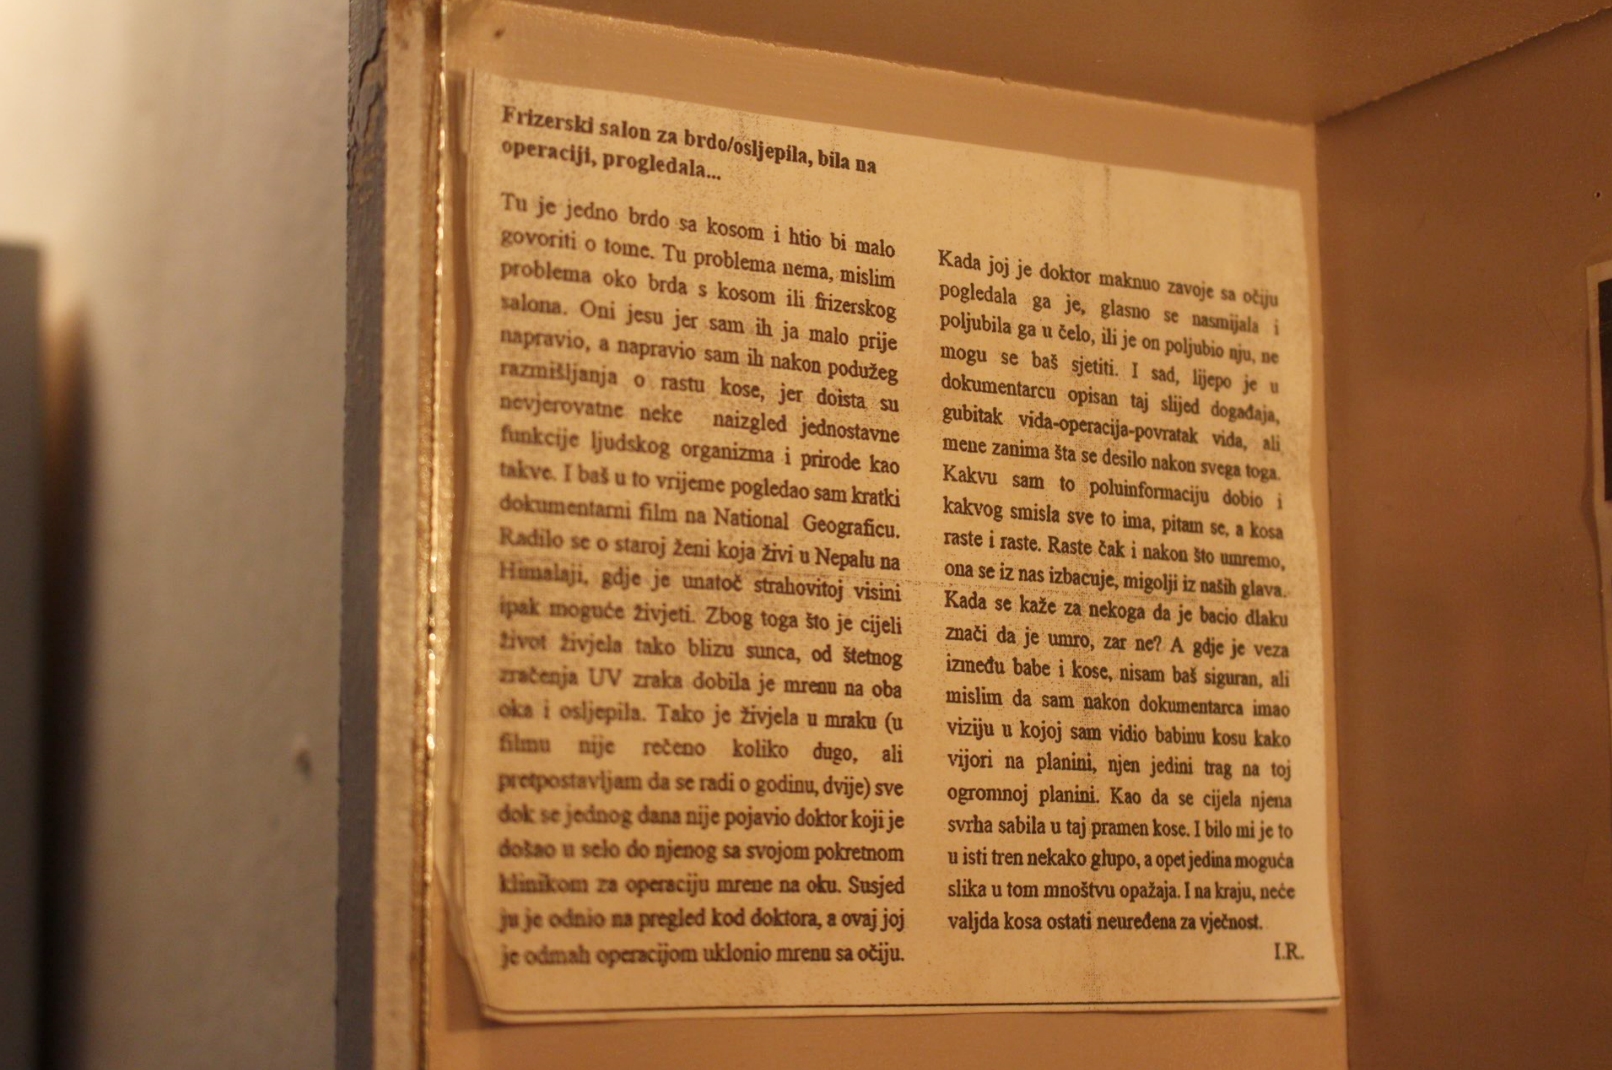 Frizerski salon za brdo/osljepila, bila na
operaciji, progledala...
Tu je jedno brdo sa kosom i htio bi malo
govoriti o tome. Tu problema nema, mislim
problema oko brda s kosom ili frizerskog
salona. Oni jesu jer sam ih ja malo prije
napravio, a napravio sam ih nakon podužeg
razmišljanja o rastu kose, jer doista su
nevjerovatne neke naizgled jednostavne
funkcije ljudskog organizma i prirode kao
takve. I baš u to vrijeme pogledao sam kratki
dokumentarni film na National Geograficu.
Radilo se o staroj ženi koja živi u Nepalu na
Himalaji, gdje je unatoč strahovitoj visini
ipak moguće živjeti. Zbog toga što je cijeli
život živjela tako blizu sunca, od štetnog
zračenja UV zraka dobila je mrenu na oba
oka i osljepila. Tako je živjela u mraku (u
filmu nije rečeno koliko dugo, ali
pretpostavljam da se radi o godinu, dvije) sve
dok se jednog dana nije pojavio doktor koji je
došao u selo do njenog sa svojom pokretnom
klinikom za operaciju mrene na oku. Susjed
ju je odnio na pregled kod doktora, a ovaj joj
je odmah operacijom uklonio mrenu sa očiju.
Kada joj je doktor maknuo zavoje sa očiju
pogledala ga je, glasno se nasmijala i
poljubila ga u čelo, ili je on poljubio nju, ne
mogu se baš sjetiti. I sad, lijepo je u
dokumentarcu opisan taj slijed događaja,
gubitak vida-operacija-povratak vida, ali
mene zanima šta se desilo nakon svega toga.
Kakvu sam to poluinformaciju dobio i
kakvog smisla sve to ima, pitam se, a kosa
raste i raste. Raste čak i nakon što umremo,
ona se iz nas izbacuje, migolji iz naših glava.
Kada se kaže za nekoga da je bacio dlaku
znači da je umro, zar ne? A gdje je veza
između babe i kose, nisam baš siguran, ali
mislim da sam nakon dokumentarca imao
viziju u kojoj sam vidio babinu kosu kako
vijori na planini, njen jedini trag na toj
ogromnoj planini. Kao da se cijela njena
svrha sabila u taj pramen kose. I bilo mi je to
u isti tren nekako glupo, a opet jedina moguća
slika u tom mnoštvu opažaja. I na kraju, neće
valjda kosa ostati neuređena za vječnost.
I.R.